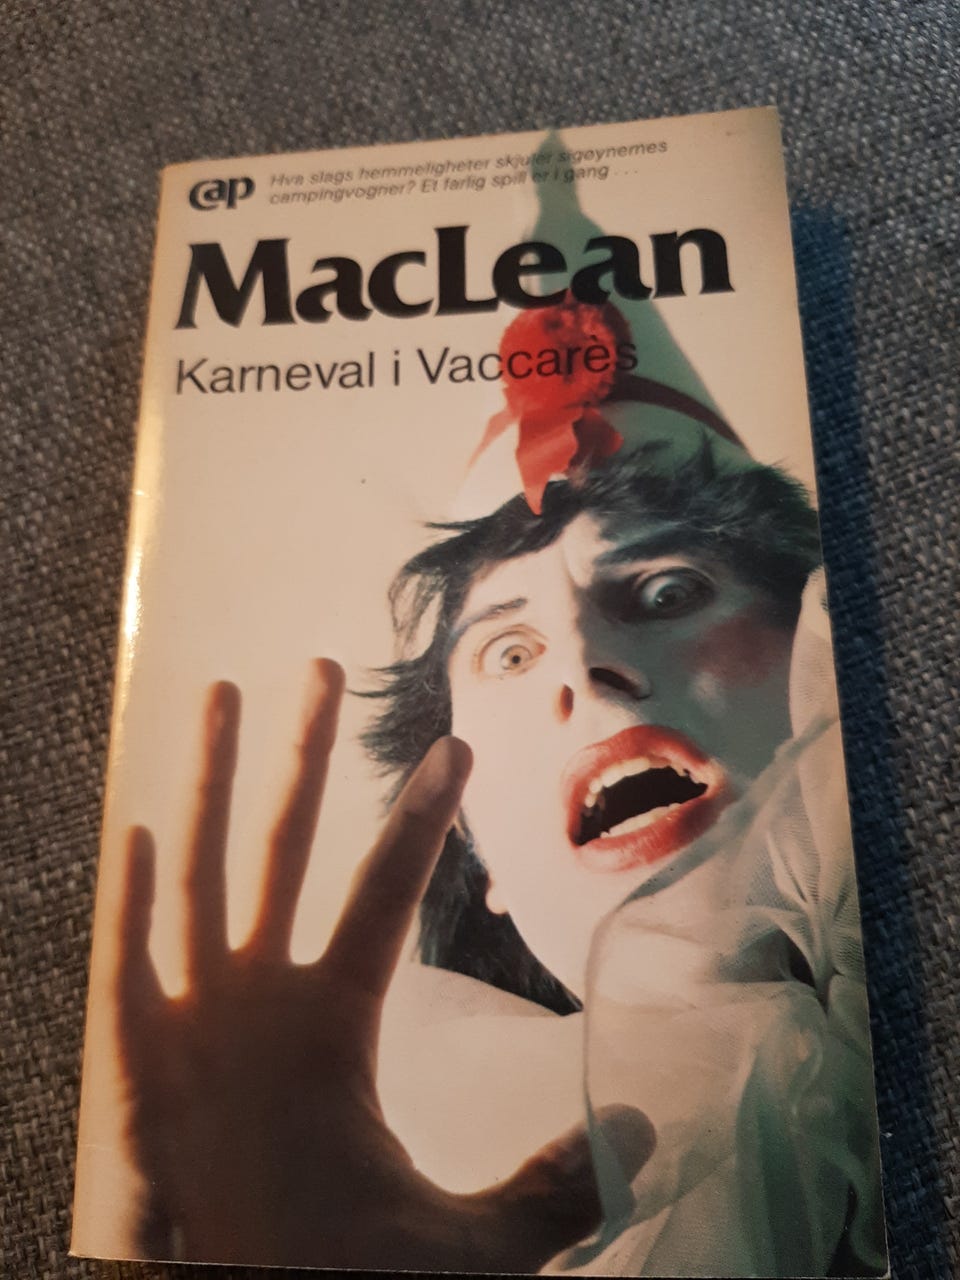 cap
Hva slags hemmeligheter skjuler sigøynernes
campingvogner? Et farlig spill er i gang . . .
MacLean
Karneval i Vaccarès